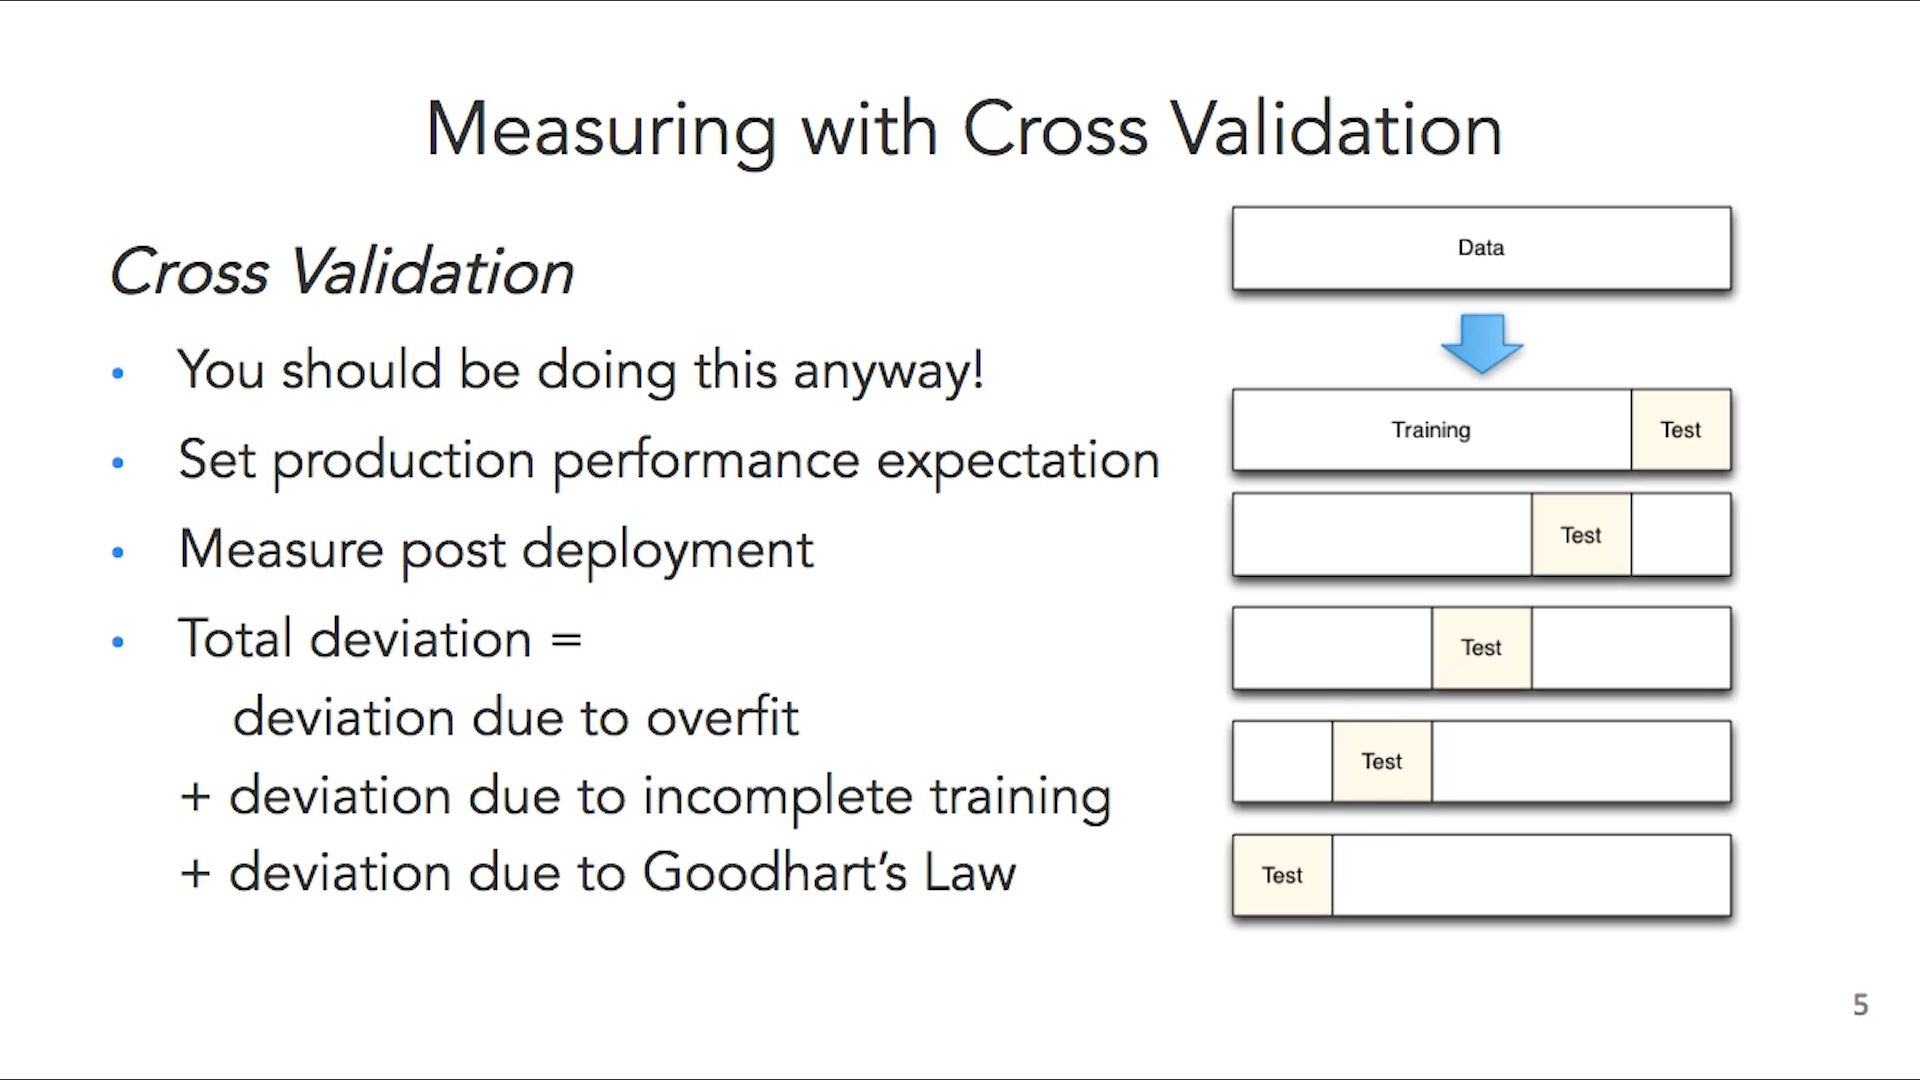 Measuring with Cross Validation
Cross Validation
• You should be doing this anyway!
• Set production performance expectation
• Measure post deployment
• Total deviation =
deviation due to overfit
+ deviation due to incomplete training
+ deviation due to Goodhart’s Law
Data
Training Test
Test
Test
Test
Test
5